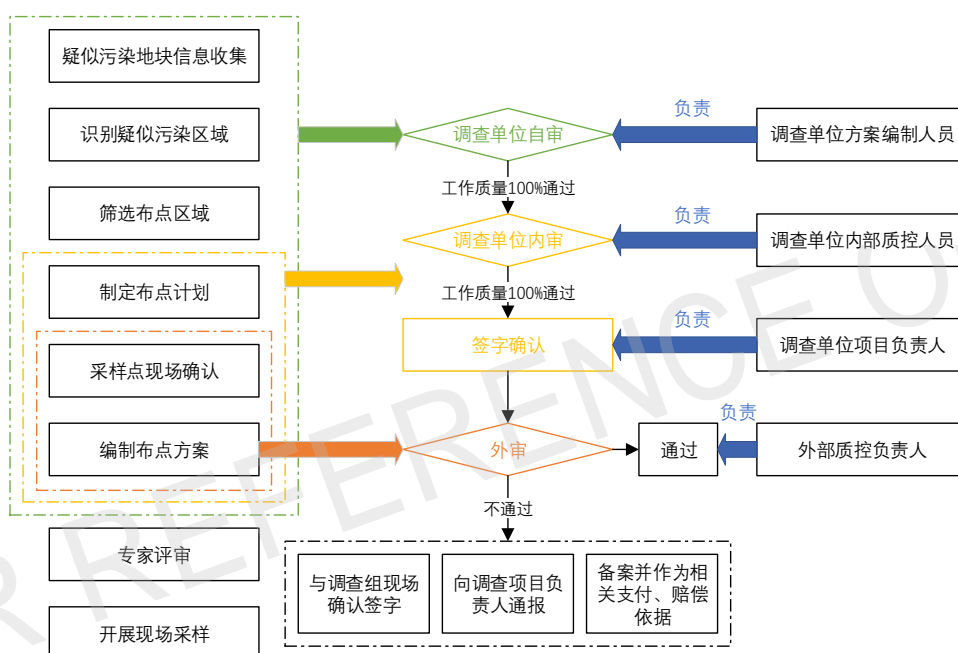 疑似污染地块信息收集
识别疑似污染区域
筛选布点区域
制定布点计划
采样点现场确认
编制布点方案
专家评审
开展现场采样
调查单位自审
工作质量100%通过
调查单位内审
工作质量100%通过
签字确认
外审
通过
不通过
与调查组现场
确认签字
向调查项目负
责人通报
备案并作为相
关支付、赔偿
依据
负责
调查单位方案编制人员
负责
调查单位内部质控人员
负责
调查单位项目负责人
负责
外部质控负责人
R REFERENCE O